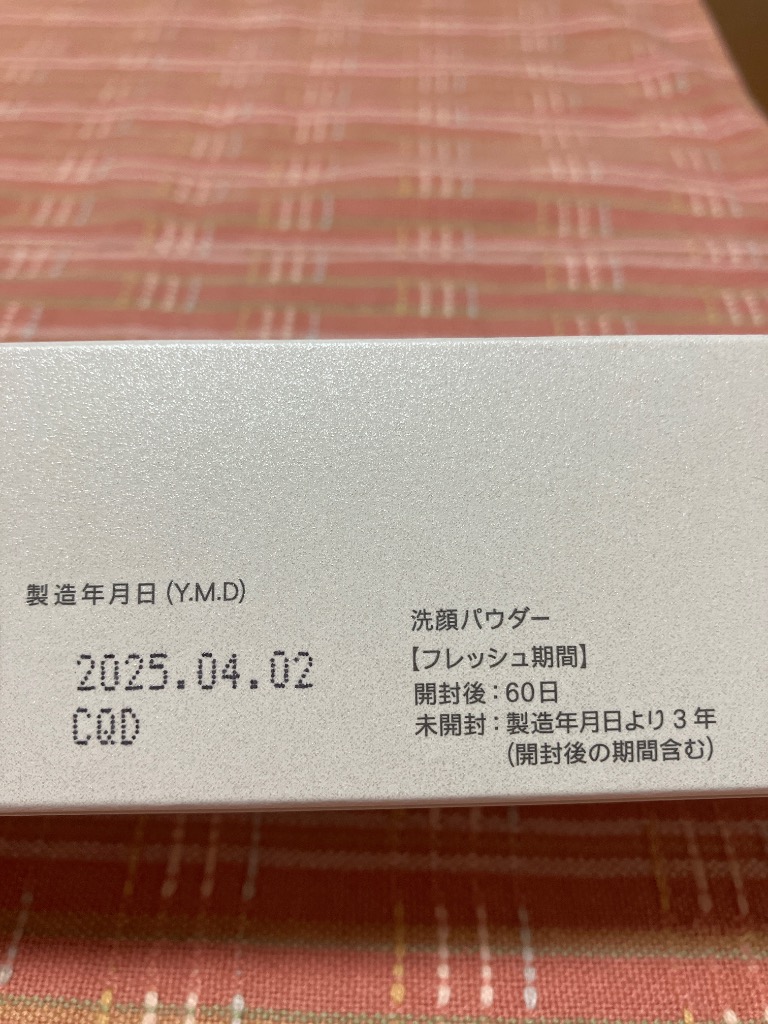 製造年月日 (Y.M.D)
2025.04.02
CQD
洗顔パウダー
【フレッシュ期間】
開封後：60日
未開封：製造年月日より3年
(開封後の期間含む)